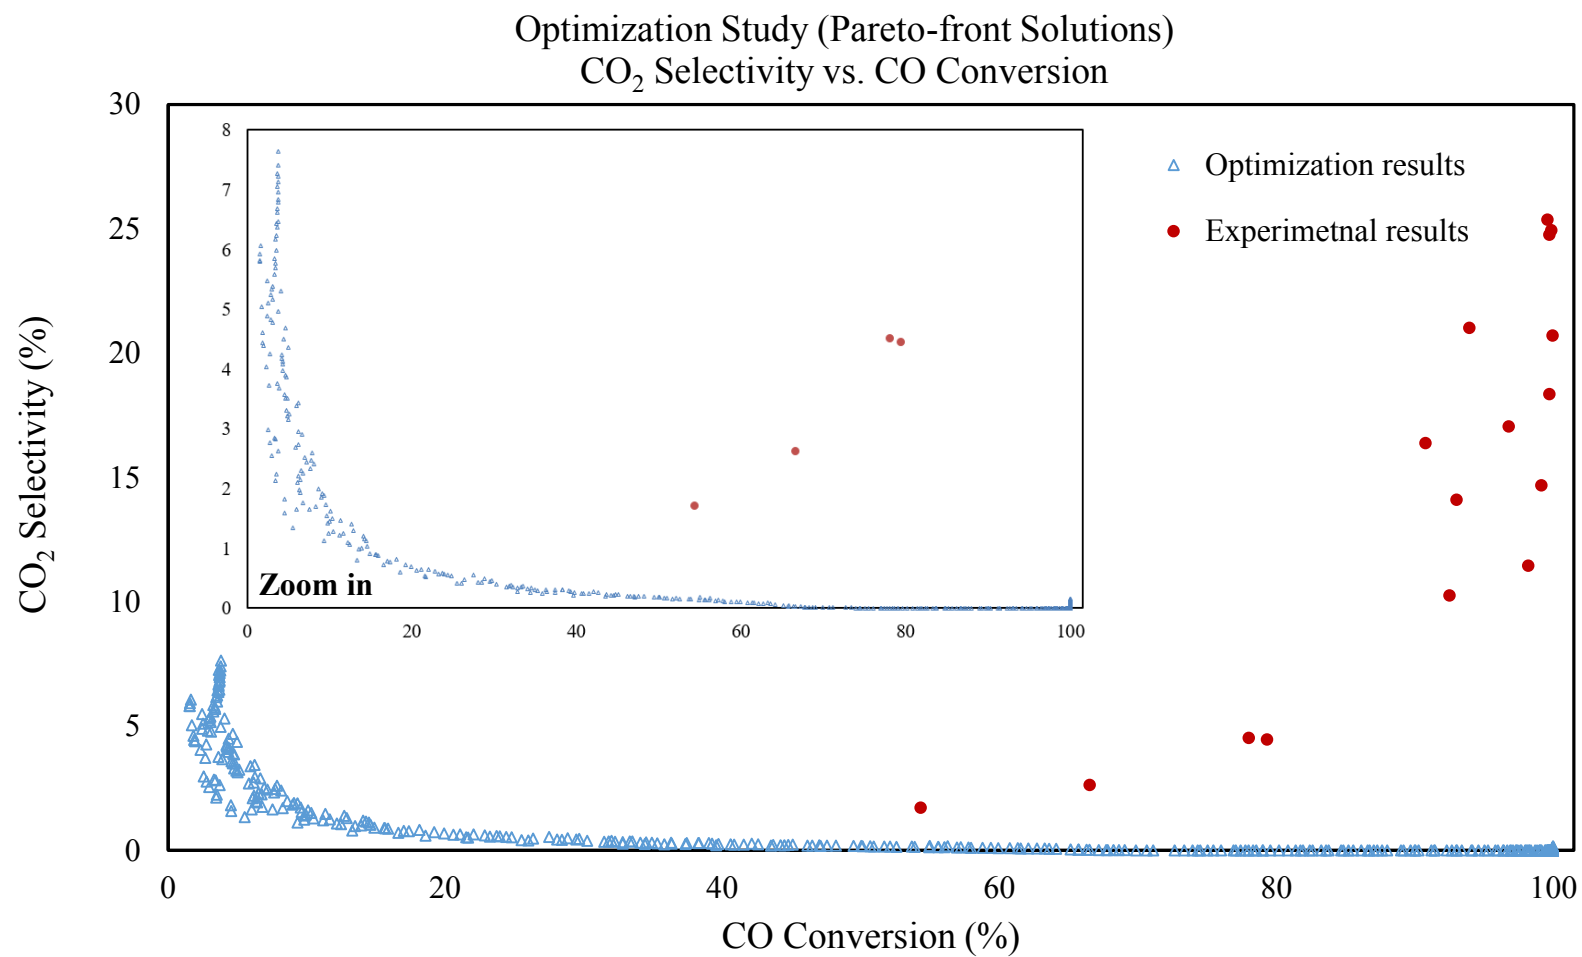 Optimization Study (Pareto-front Solutions)
CO₂ Selectivity vs. CO Conversion
CO₂ Selectivity (%)
30
25
20
15
10
5
0
8
7
6
5
4
3
2
1
0
Zoom in
0 20 40 60 80 100
Optimization results
Experimetnal results
0 20 40 60 80 100
CO Conversion (%)